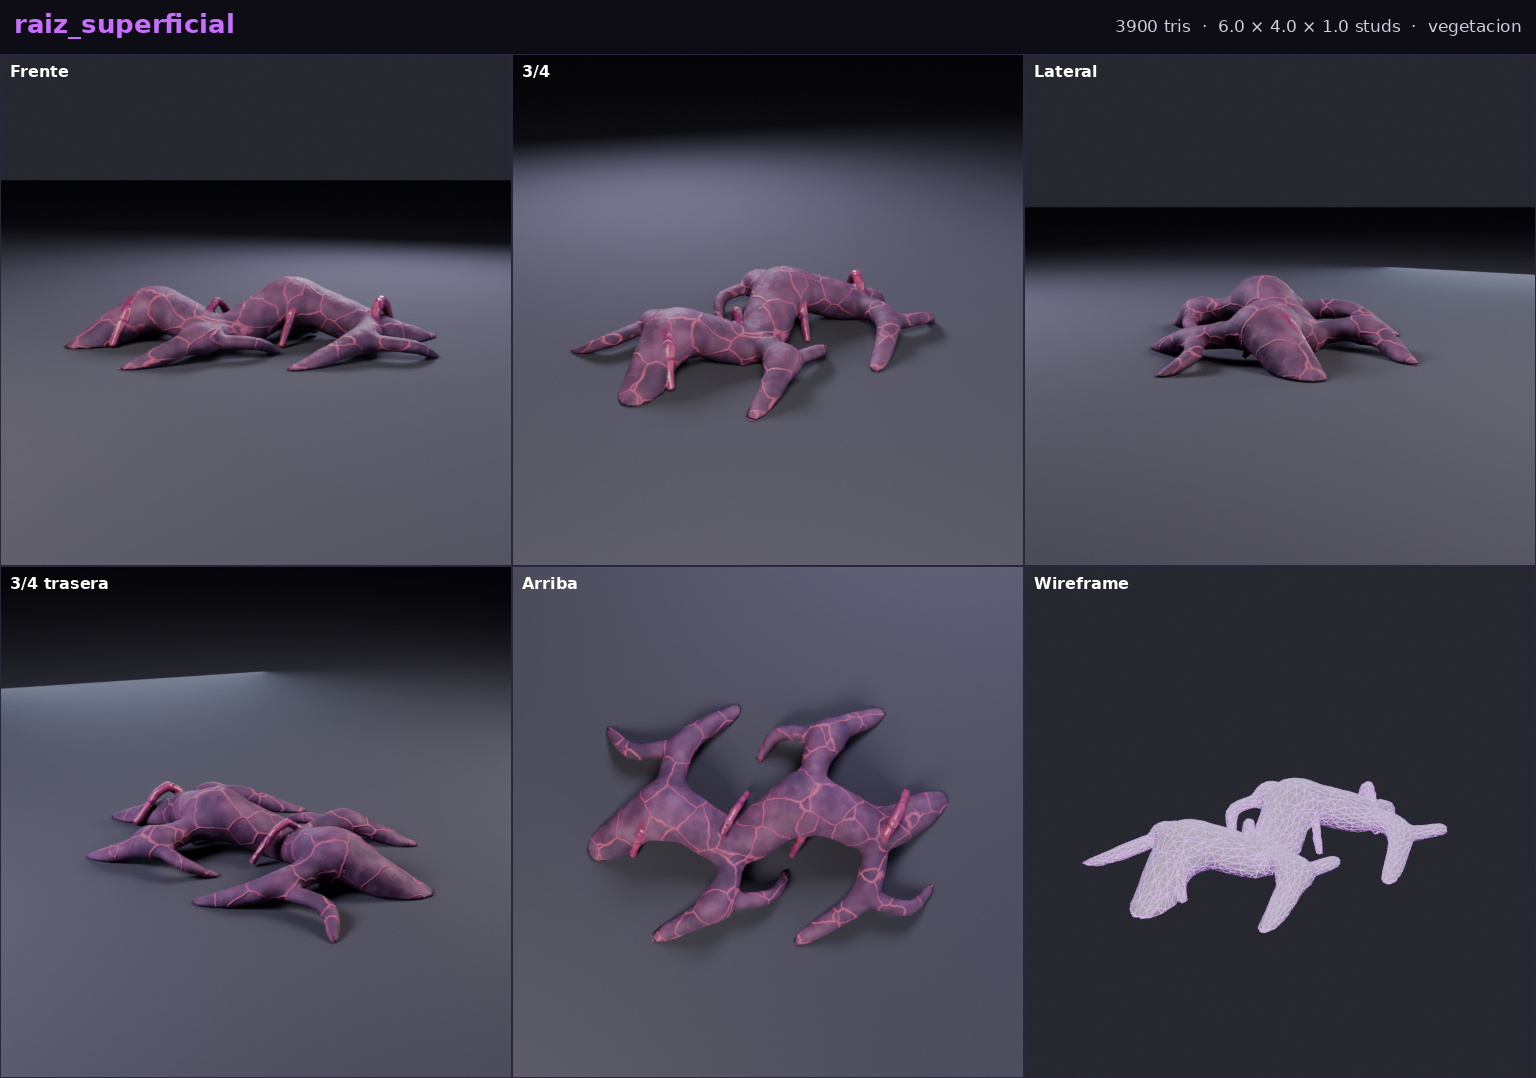 raiz_superficial
3900 tris · 6.0 × 4.0 × 1.0 studs · vegetacion
Frente
3/4
Lateral
3/4 trasera
Arriba
Wireframe